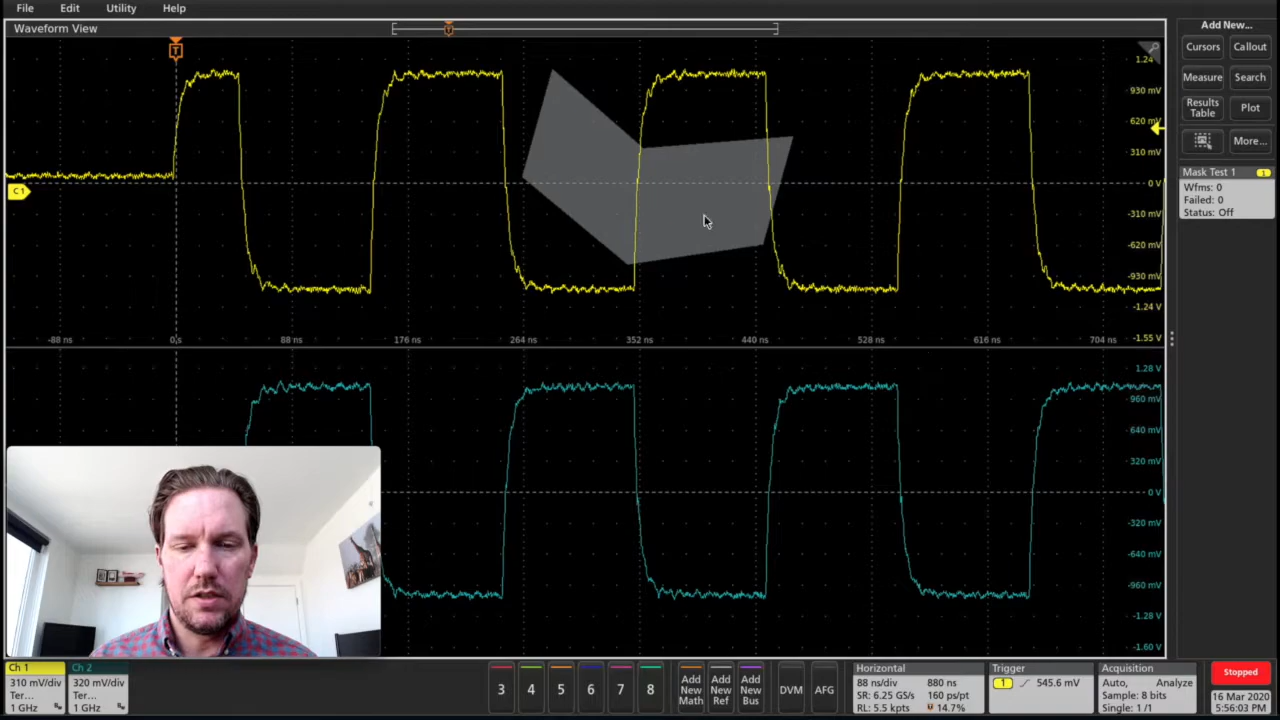 File Edit Utility Help
Waveform View
Add New...
Cursors Callout
Measure Search
Results Table Plot
More...
Mask Test 1 1
Wfms: 0
Failed: 0
Status: Off
T
T
C 1
1.24
930 mV
620 mV
310 mV
0 V
-310 mV
-620 mV
-930 mV
-1.24 V
-1.55 V
-88 ns 0 s 88 ns 176 ns 264 ns 352 ns 440 ns 528 ns 616 ns 704 ns
1.28 V
960 mV
640 mV
320 mV
0 V
-320 mV
-640 mV
-960 mV
-1.28 V
-1.60 V
Ch 1
310 mV/div
Ter...
1 GHz
Ch 2
320 mV/div
Ter...
1 GHz
3 4 5 6 7 8
Add New Math
Add New Ref
Add New Bus
DVM
AFG
Horizontal
88 ns/div 880 ns
SR: 6.25 GS/s 160 ps/pt
RL: 5.5 kpts T 14.7%
Trigger
1 545.6 mV
Acquisition
Auto, Analyze
Sample: 8 bits
Single: 1 /1
Stopped
16 Mar 2020
5:56:03 PM